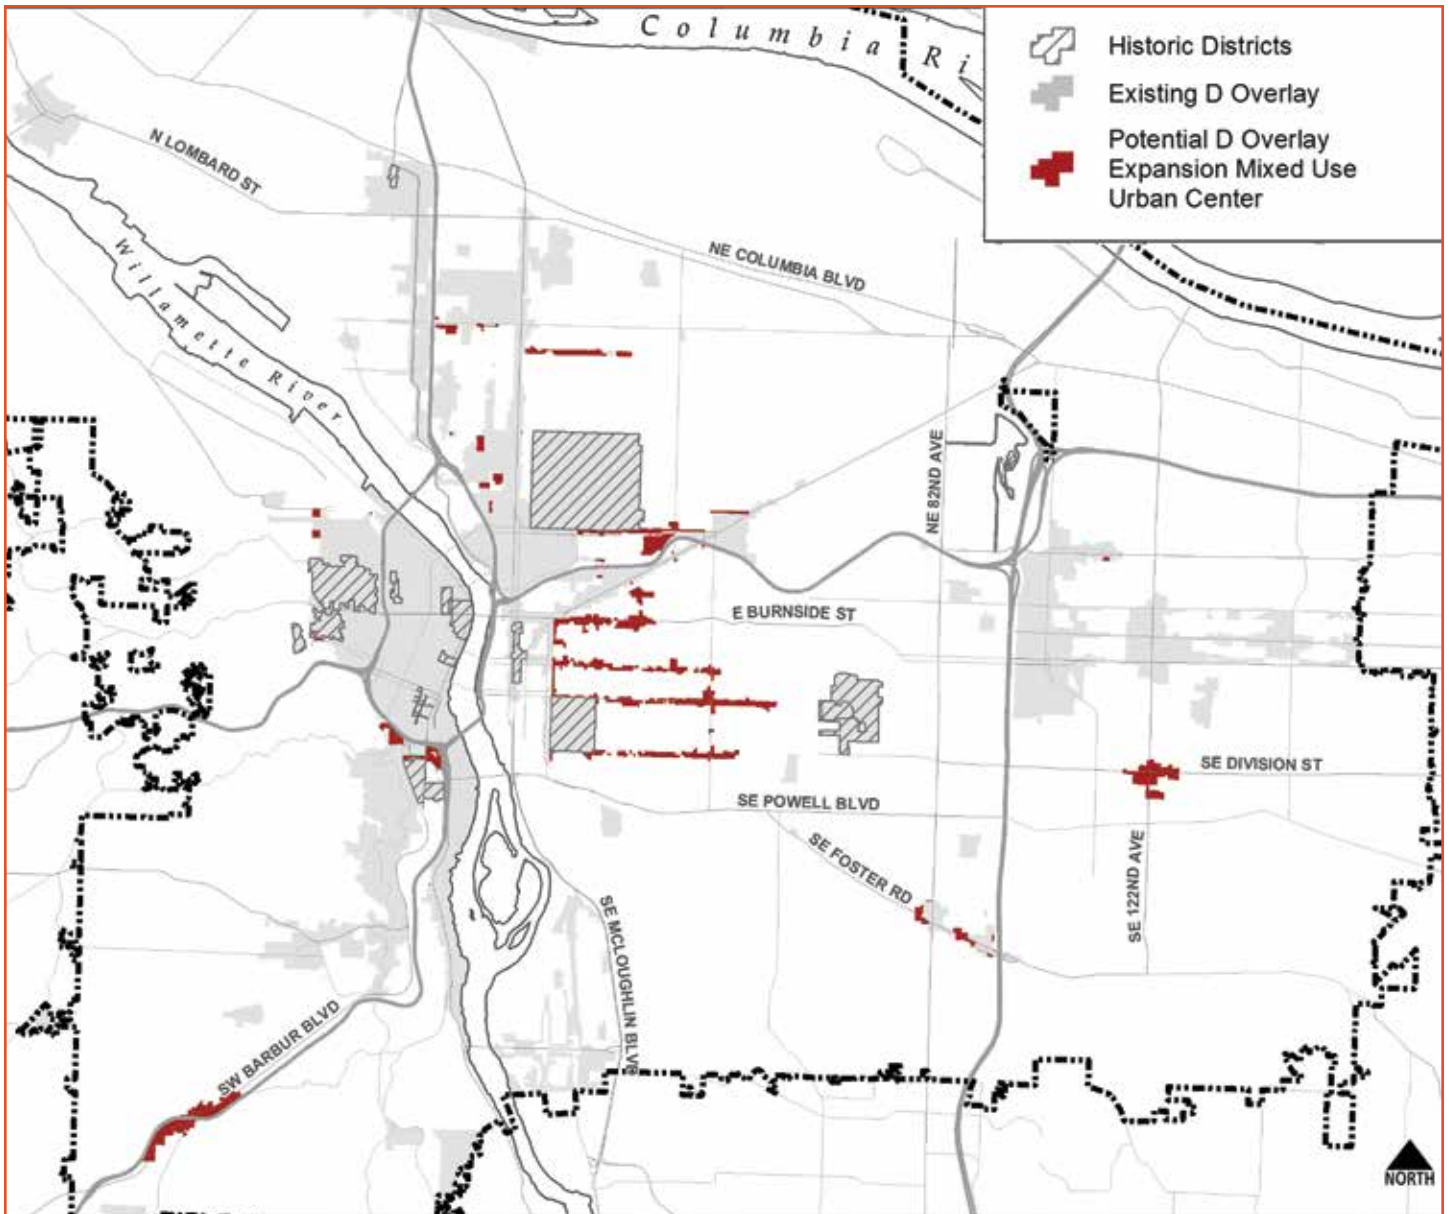 Columbia Ri
Historic Districts
Existing D Overlay
Potential D Overlay
Expansion Mixed Use
Urban Center
N LOMBARD ST
NE COLUMBIA BLVD
Willamette River
NE 82ND AVE
E BURNSIDE ST
SE DIVISION ST
SE POWELL BLVD
SE FOSTER RD
SE 122ND AVE
SE MCLOUGHLIN BLVD
SW BARBUR BLVD
NORTH